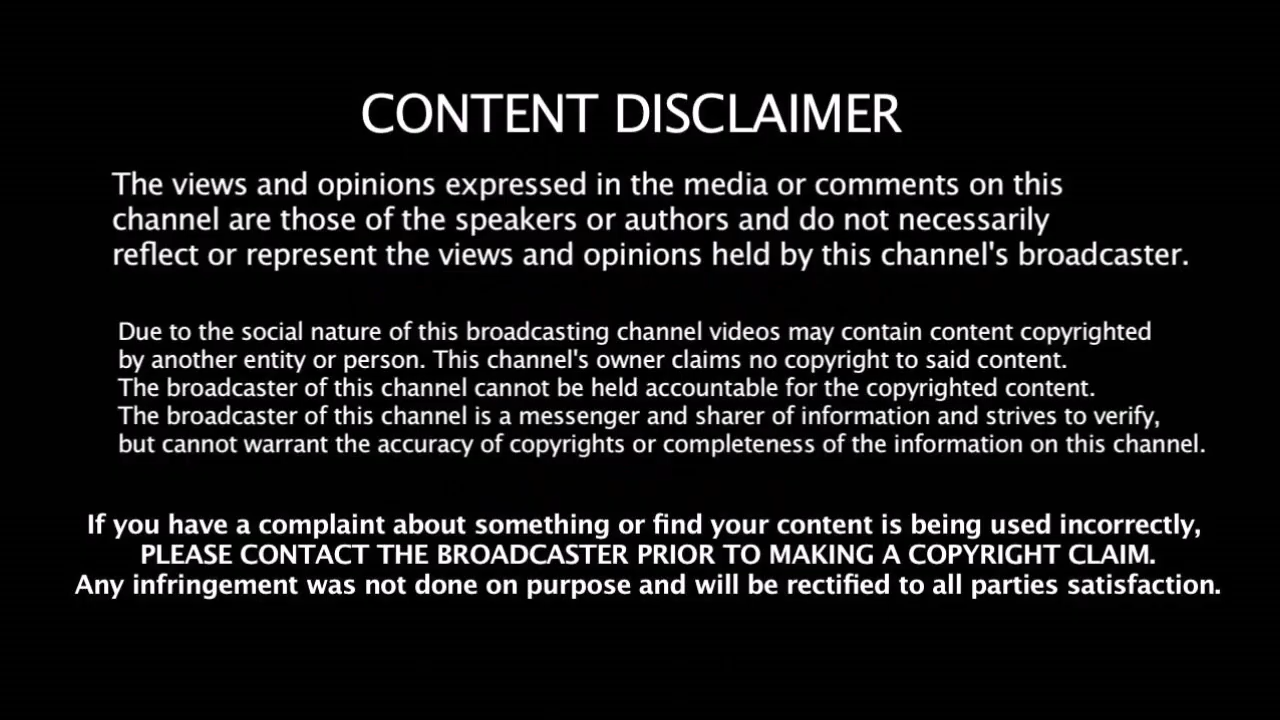 CONTENT DISCLAIMER
The views and opinions expressed in the media or comments on this
channel are those of the speakers or authors and do not necessarily
reflect or represent the views and opinions held by this channel's broadcaster.
Due to the social nature of this broadcasting channel videos may contain content copyrighted
by another entity or person. This channel's owner claims no copyright to said content.
The broadcaster of this channel cannot be held accountable for the copyrighted content.
The broadcaster of this channel is a messenger and sharer of information and strives to verify,
but cannot warrant the accuracy of copyrights or completeness of the information on this channel.
If you have a complaint about something or find your content is being used incorrectly,
PLEASE CONTACT THE BROADCASTER PRIOR TO MAKING A COPYRIGHT CLAIM.
Any infringement was not done on purpose and will be rectified to all parties satisfaction.